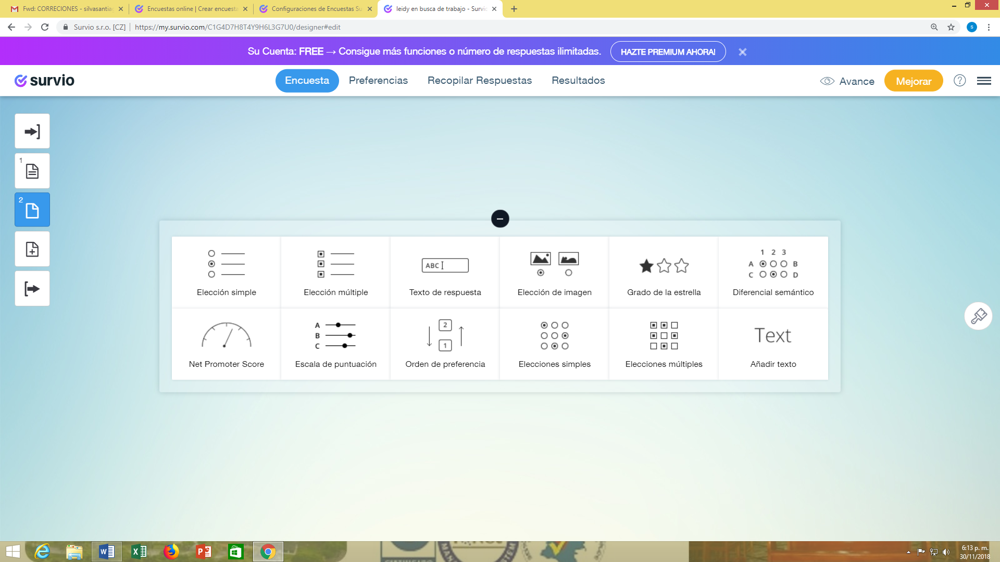 Fwd: CORRECIONES - silvasantia
Encuestas online | Crear encuesta
Configuraciones de Encuestas Su
leidy en busca de trabajo - Survio
Survio s.r.o. [CZ] | https://my.survio.com/C1G4D7H8T4Y9H6L3G7U0/designer#edit
s
Su Cuenta: FREE → Consigue más funciones o número de respuestas ilimitadas.
HAZTE PREMIUM AHORA!
survio
Encuesta
Preferencias
Recopilar Respuestas
Resultados
Avance
Mejorar
?
1
2
ABC
1 2 3
A B
C D
Elección simple
Elección múltiple
Texto de respuesta
Elección de imagen
Grado de la estrella
Diferencial semántico
A
B
C
2
1
Text
Net Promoter Score
Escala de puntuación
Orden de preferencia
Elecciones simples
Elecciones múltiples
Añadir texto
6:13 p. m.
30/11/2018